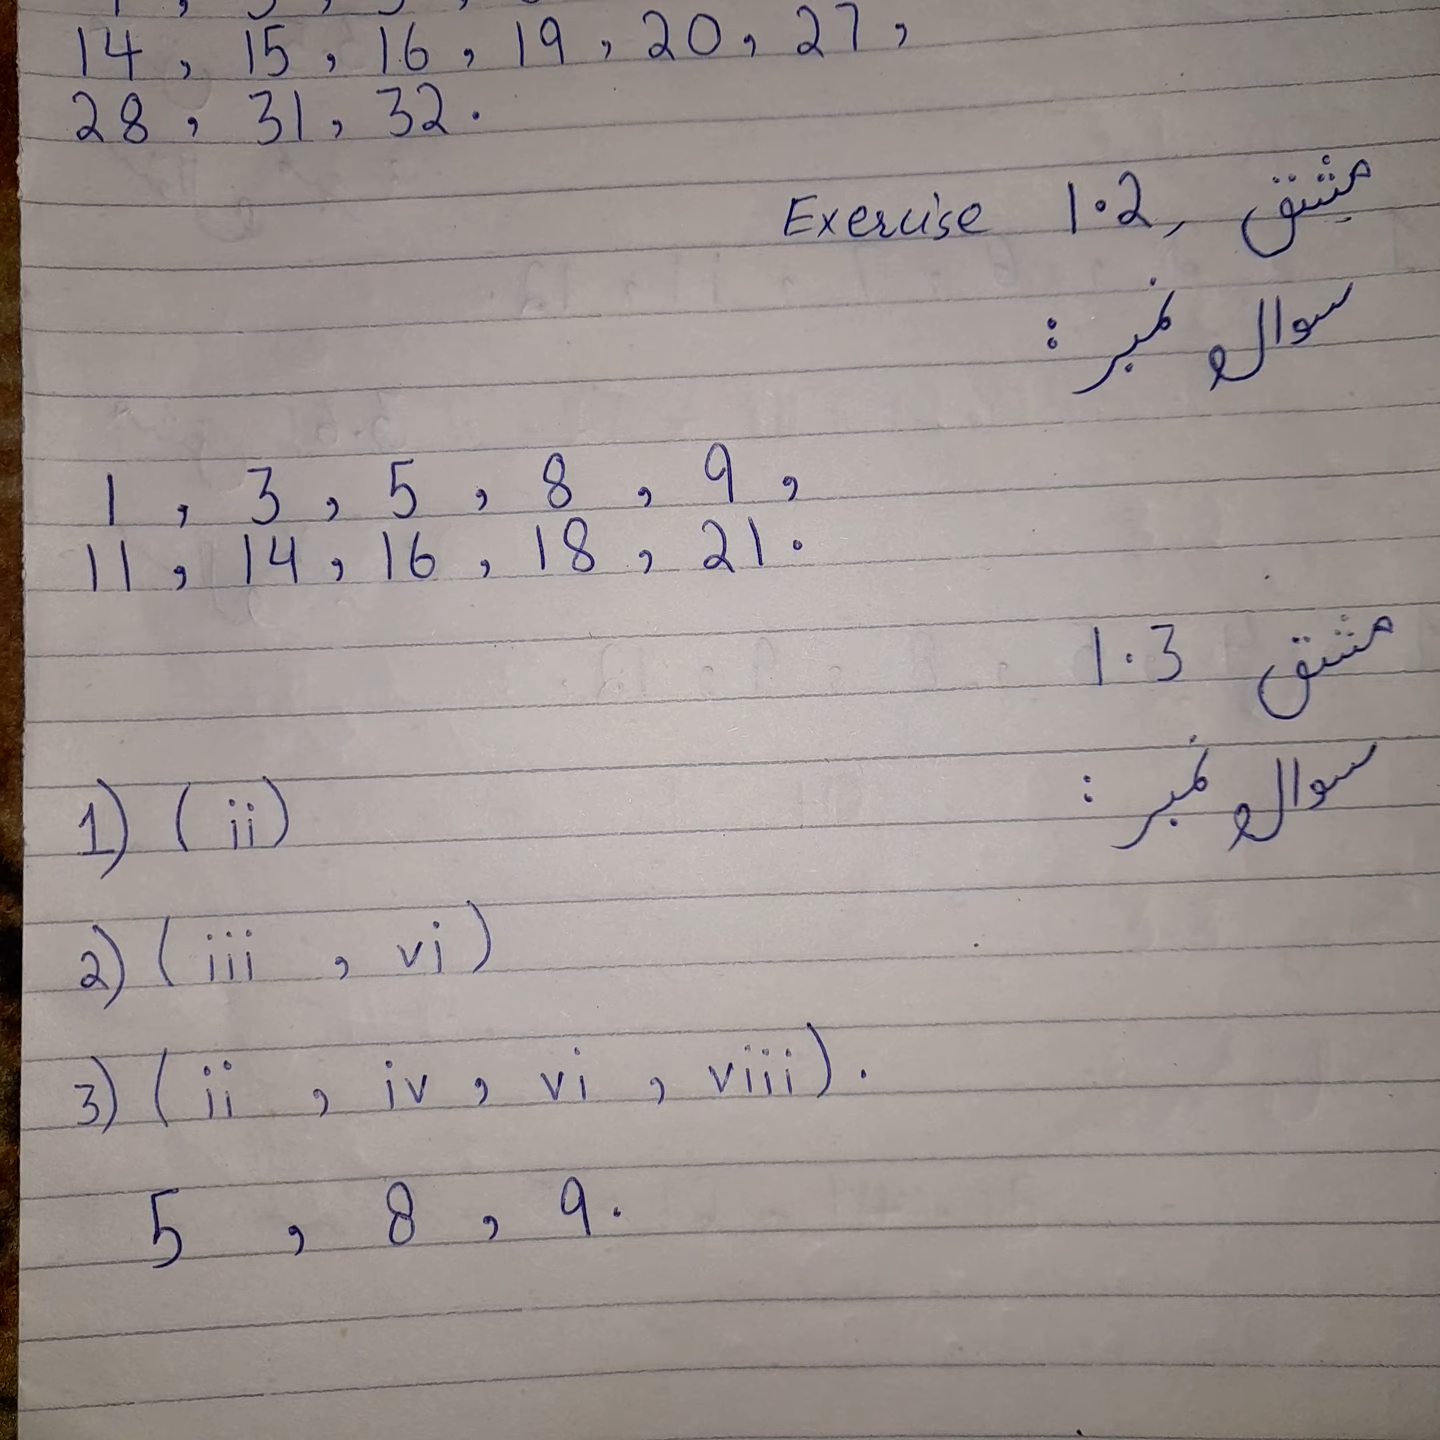 14 , 15 , 16 , 19 , 20 , 27 ,
28 , 31 , 32 .
مشق Exercise 1.2,
سوال نمبر :
1 , 3 , 5 , 8 , 9 ,
11 , 14 , 16 , 18 , 21 .
مشق 1.3
سوال نمبر :
1) ( ii )
2) ( iii , vi )
3) ( ii , iv , vi , viii ) .
5 , 8 , 9 .